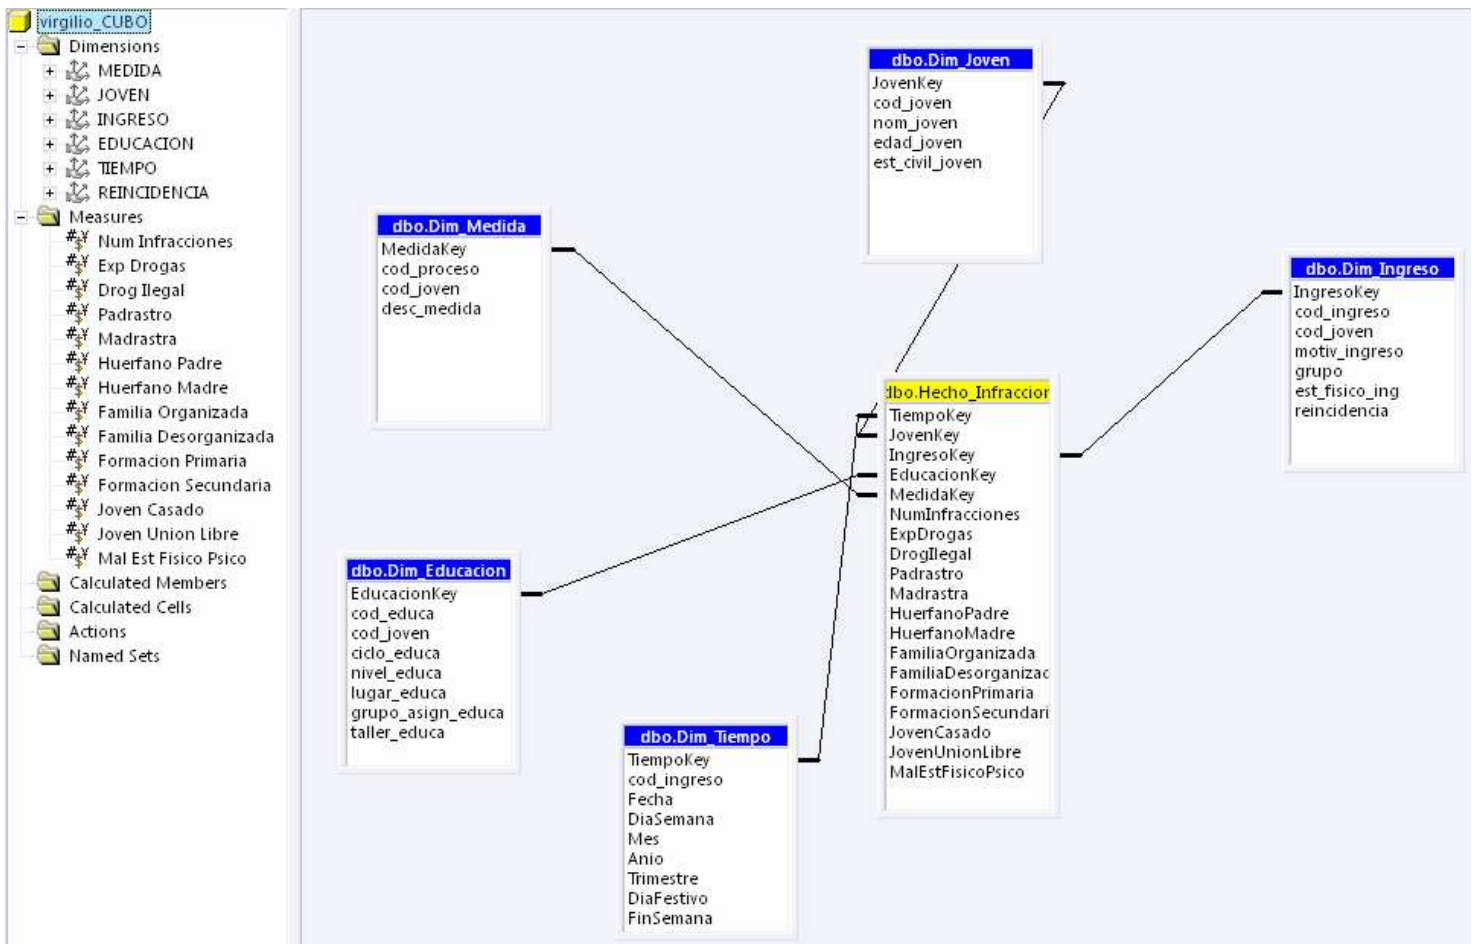 virgilio_CUBO
Dimensions
MEDIDA
JOVEN
INGRESO
EDUCACION
TIEMPO
REINCIDENCIA
Measures
Num Infracciones
Exp Drogas
Drog Ilegal
Padrastro
Madrastra
Huerfano Padre
Huerfano Madre
Familia Organizada
Familia Desorganizada
Formacion Primaria
Formacion Secundaria
Joven Casado
Joven Union Libre
Mal Est Fisico Psico
Calculated Members
Calculated Cells
Actions
Named Sets
dbo.Dim_Joven
JovenKey
cod_joven
nom_joven
edad_joven
est_civil_joven
dbo.Dim_Medida
MedidaKey
cod_proceso
cod_joven
desc_medida
dbo.Dim_Ingreso
IngresoKey
cod_ingreso
cod_joven
motiv_ingreso
grupo
est_fisico_ing
reincidencia
dbo.Hecho_Infraccion
TiempoKey
JovenKey
IngresoKey
EducacionKey
MedidaKey
NumInfracciones
ExpDrogas
DrogIlegal
Padrastro
Madrastra
HuerfanoPadre
HuerfanoMadre
FamiliaOrganizada
FamiliaDesorganizac
FormacionPrimaria
FormacionSecundari
JovenCasado
JovenUnionLibre
MalEstFisicoPsico
dbo.Dim_Educacion
EducacionKey
cod_educa
cod_joven
ciclo_educa
nivel_educa
lugar_educa
grupo_asign_educa
taller_educa
dbo.Dim_Tiempo
TiempoKey
cod_ingreso
Fecha
DiaSemana
Mes
Anio
Trimestre
DiaFestivo
FinSemana